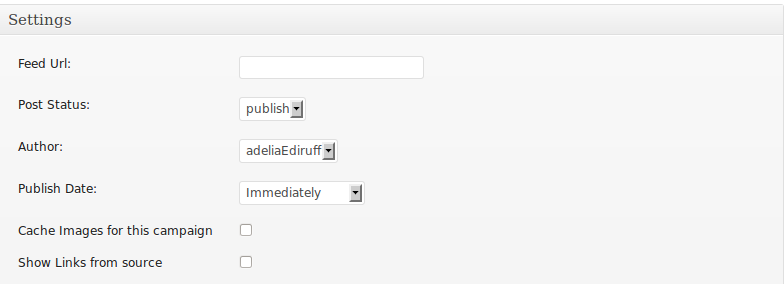 Settings
Feed Url:
Post Status: publish
Author: adeliaEdiruff
Publish Date: Immediately
Cache Images for this campaign
Show Links from source